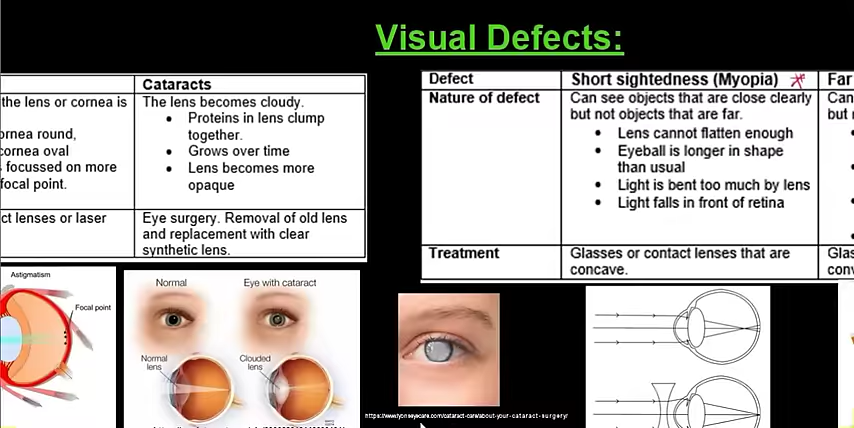 Visual Defects:
Cataracts
the lens or cornea is
ornea round,
cornea oval
focussed on more
focal point.
The lens becomes cloudy.
• Proteins in lens clump
together.
• Grows over time
• Lens becomes more
opaque
ct lenses or laser
Eye surgery. Removal of old lens
and replacement with clear
synthetic lens.
Defect
Short sightedness (Myopia)
Far
Nature of defect
Can see objects that are close clearly
but not objects that are far.
• Lens cannot flatten enough
• Eyeball is longer in shape
than usual
• Light is bent too much by lens
• Light falls in front of retina
Can
but
Treatment
Glasses or contact lenses that are
concave.
Glas
conv
Astigmatism
Focal point
Normal
Eye with cataract
Normal
lens
Clouded
lens